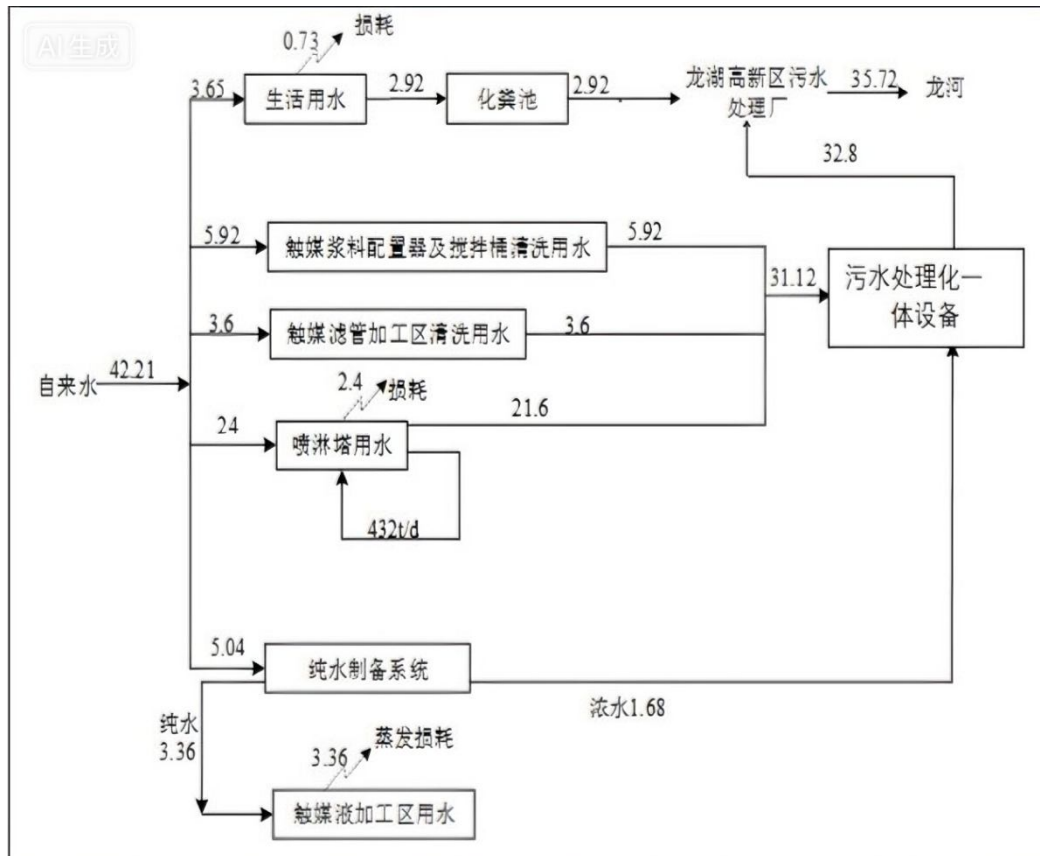 AI生成
0.73
损耗
3.65
生活用水
2.92
化粪池
2.92
龙湖高新区污水
处理厂
35.72
龙河
32.8
5.92
触媒浆料配置器及搅拌桶清洗用水
5.92
31.12
污水处理化一
体设备
3.6
触媒滤管加工区清洗用水
3.6
自来水
42.21
2.4
损耗
24
喷淋塔用水
21.6
432t/d
5.04
纯水制备系统
浓水1.68
纯水
3.36
3.36
蒸发损耗
触媒液加工区用水